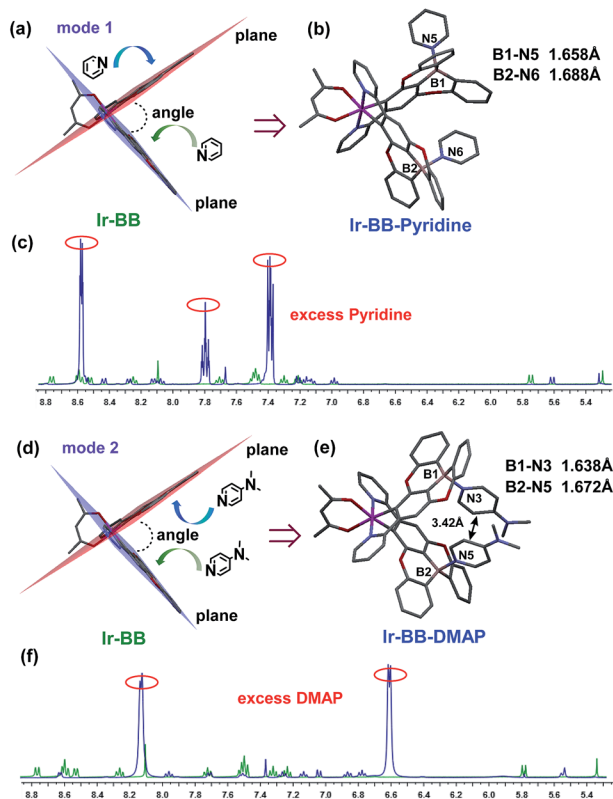 (a)
mode 1
N
plane
angle
N
plane
Ir-BB
(b)
N5
B1
N6
B2
B1-N5 1.658Å
B2-N6 1.688Å
Ir-BB-Pyridine
(c)
excess Pyridine
8.8 8.6 8.4 8.2 8.0 7.8 7.6 7.4 7.2 7.0 6.8 6.6 6.4 6.2 6.0 5.8 5.6 5.4
(d)
mode 2
plane
N
N
angle
N
N
plane
Ir-BB
(e)
B1
N3
3.42Å
N5
B2
B1-N3 1.638Å
B2-N5 1.672Å
Ir-BB-DMAP
(f)
excess DMAP
8.8 8.6 8.4 8.2 8.0 7.8 7.6 7.4 7.2 7.0 6.8 6.6 6.4 6.2 6.0 5.8 5.6 5.4